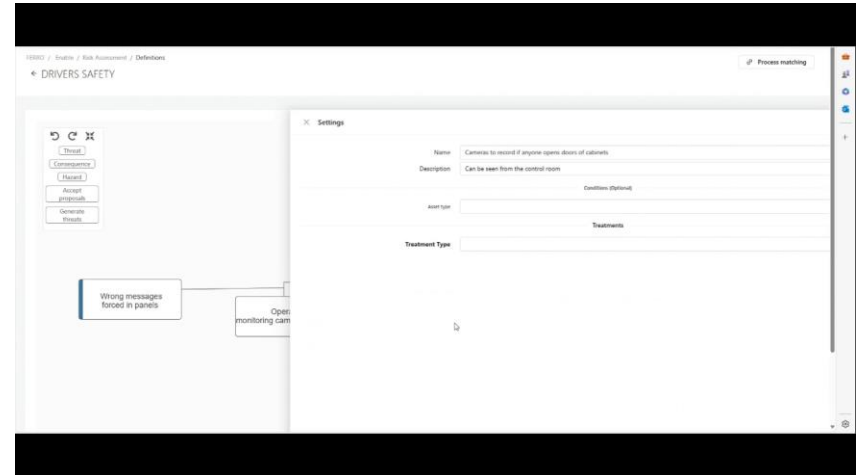 / Enable / Risk Assessment / Definitions
DRIVERS SAFETY
Process matching
Settings
Threat
Consequence
Hazard
Accept
proposals
Generate
threats
Name
Cameras to record if anyone opens doors of cabinets
Description
Can be seen from the control room
Conditions (Optional)
Asset type
Treatments
Treatment Type
Wrong messages
forced in panels
Oper
monitoring cam